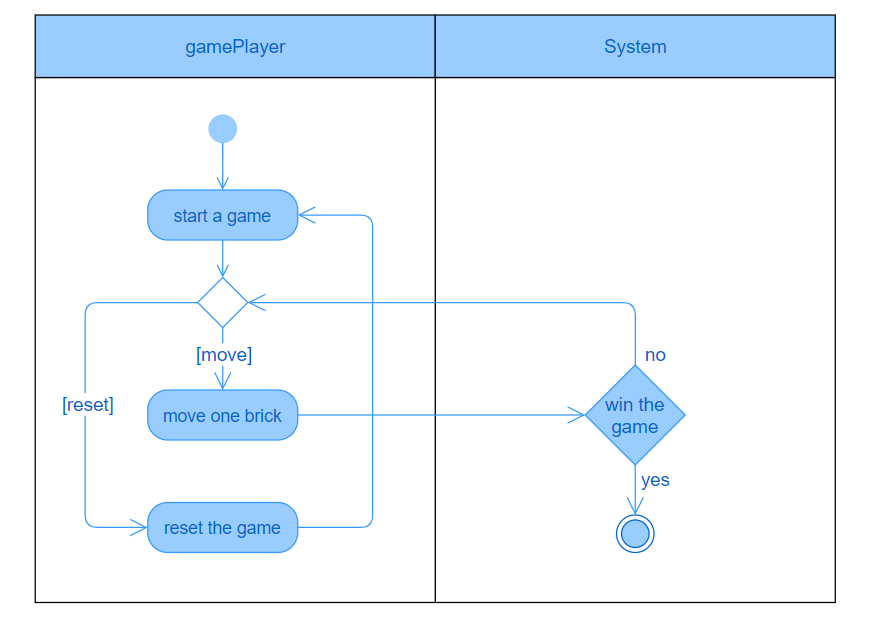 gamePlayer
System
start a game
[move]
no
[reset]
move one brick
win the
game
yes
reset the game